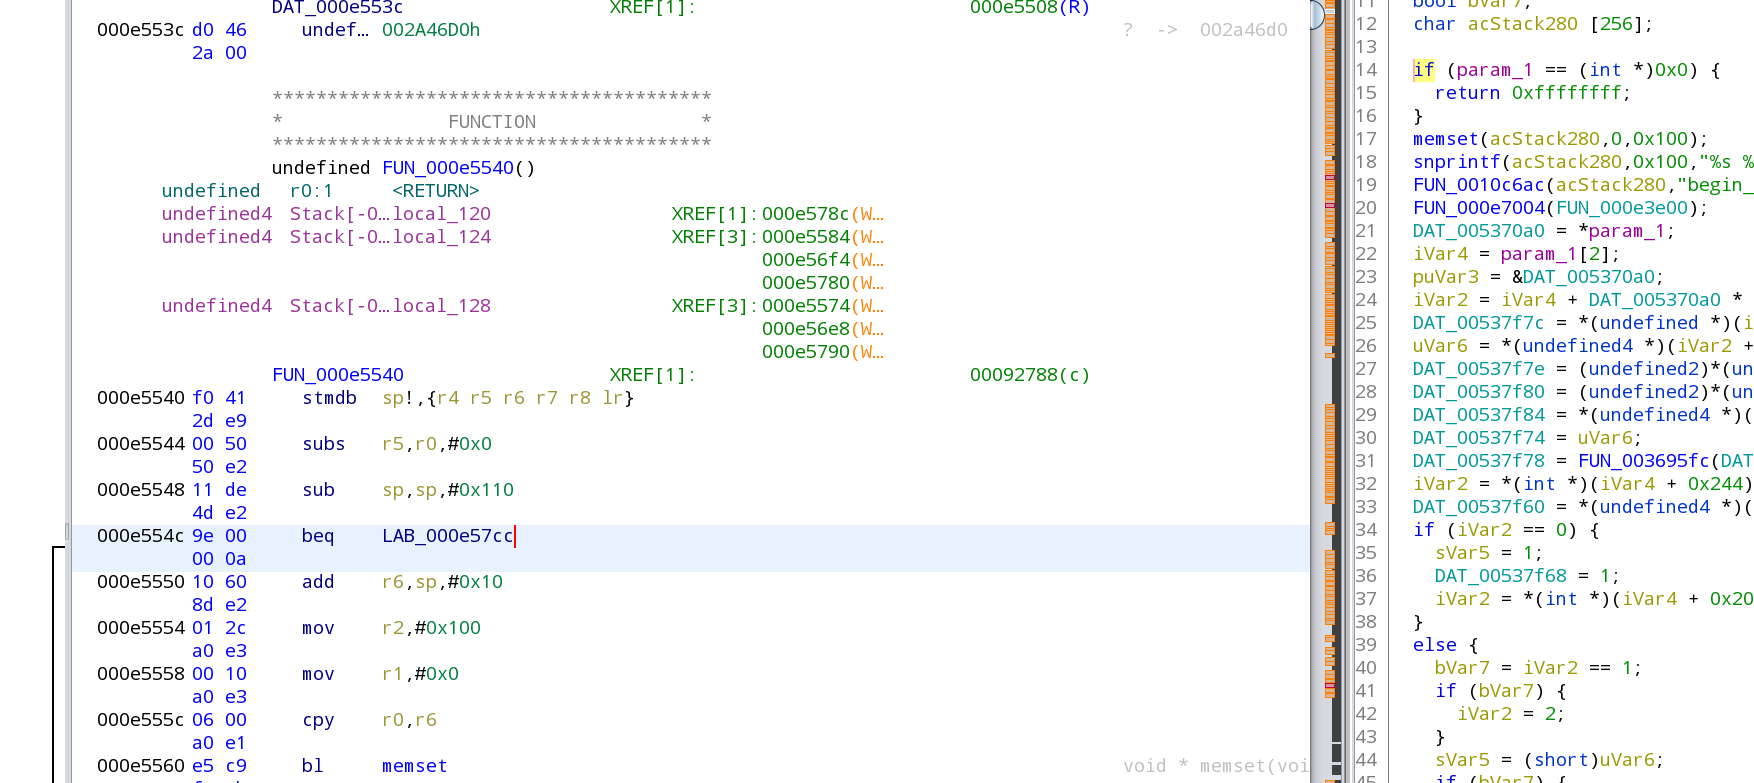 DAT_000e553c XREF[1]: 000e5508(R)
000e553c d0 46 undef… 002A46D0h ? -> 002a46d0
2a 00
****************************************
* FUNCTION *
****************************************
undefined FUN_000e5540()
undefined r0:1 <RETURN>
undefined4 Stack[-0…local_120 XREF[1]:000e578c(W…
undefined4 Stack[-0…local_124 XREF[3]:000e5584(W…
000e56f4(W…
000e5780(W…
undefined4 Stack[-0…local_128 XREF[3]:000e5574(W…
000e56e8(W…
000e5790(W…
FUN_000e5540 XREF[1]: 00092788(c)
000e5540 f0 41 stmdb sp!,{r4 r5 r6 r7 r8 lr}
2d e9
000e5544 00 50 subs r5,r0,#0x0
50 e2
000e5548 11 de sub sp,sp,#0x110
4d e2
000e554c 9e 00 beq LAB_000e57cc
00 0a
000e5550 10 60 add r6,sp,#0x10
8d e2
000e5554 01 2c mov r2,#0x100
a0 e3
000e5558 00 10 mov r1,#0x0
a0 e3
000e555c 06 00 cpy r0,r6
a0 e1
000e5560 e5 c9 bl memset void * memset(voi
11 bool bVar7;
12 char acStack280 [256];
13
14 if (param_1 == (int *)0x0) {
15 return 0xffffffff;
16 }
17 memset(acStack280,0,0x100);
18 snprintf(acStack280,0x100,"%s %
19 FUN_0010c6ac(acStack280,"begin_
20 FUN_000e7004(FUN_000e3e00);
21 DAT_005370a0 = *param_1;
22 iVar4 = param_1[2];
23 puVar3 = &DAT_005370a0;
24 iVar2 = iVar4 + DAT_005370a0 *
25 DAT_00537f7c = *(undefined *)(i
26 uVar6 = *(undefined4 *)(iVar2 +
27 DAT_00537f7e = (undefined2)*(un
28 DAT_00537f80 = (undefined2)*(un
29 DAT_00537f84 = *(undefined4 *)(
30 DAT_00537f74 = uVar6;
31 DAT_00537f78 = FUN_003695fc(DAT
32 iVar2 = *(int *)(iVar4 + 0x244)
33 DAT_00537f60 = *(undefined4 *)(
34 if (iVar2 == 0) {
35 sVar5 = 1;
36 DAT_00537f68 = 1;
37 iVar2 = *(int *)(iVar4 + 0x20
38 }
39 else {
40 bVar7 = iVar2 == 1;
41 if (bVar7) {
42 iVar2 = 2;
43 }
44 sVar5 = (short)uVar6;
45 if (bVar7) {